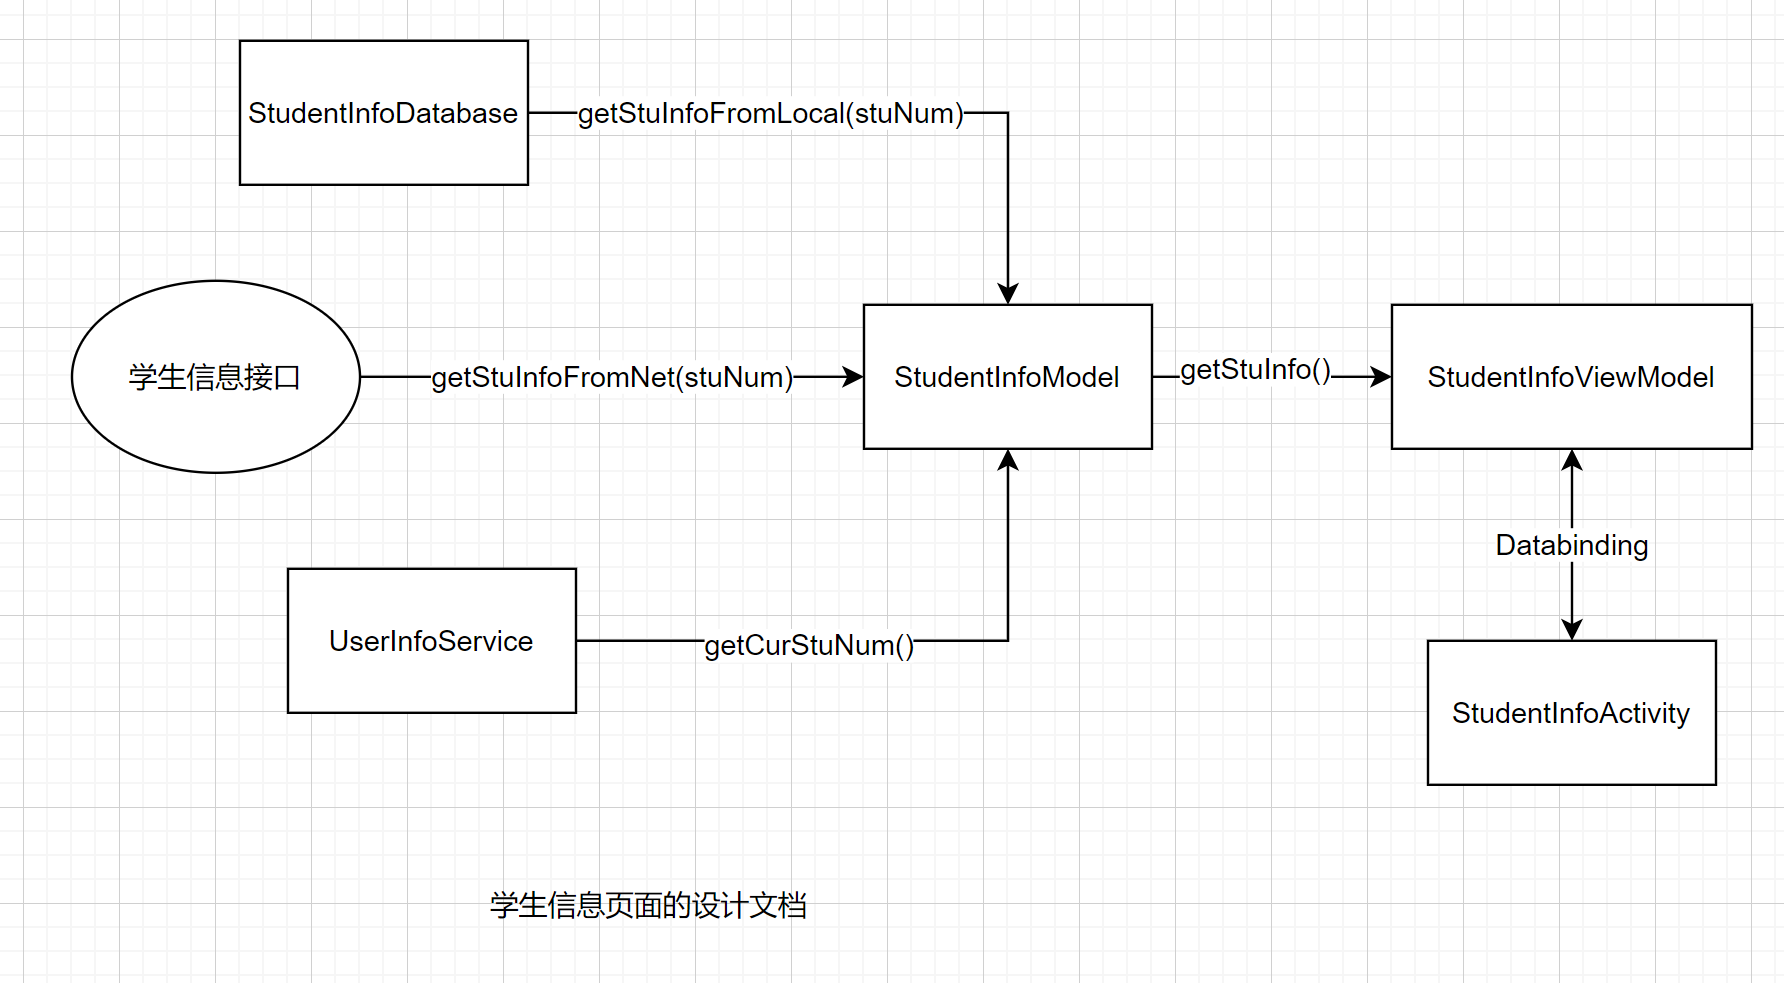 StudentInfoDatabase
getStuInfoFromLocal(stuNum)
学生信息接口
getStuInfoFromNet(stuNum)
StudentInfoModel
getStuInfo()
StudentInfoViewModel
Databinding
UserInfoService
getCurStuNum()
StudentInfoActivity
学生信息页面的设计文档